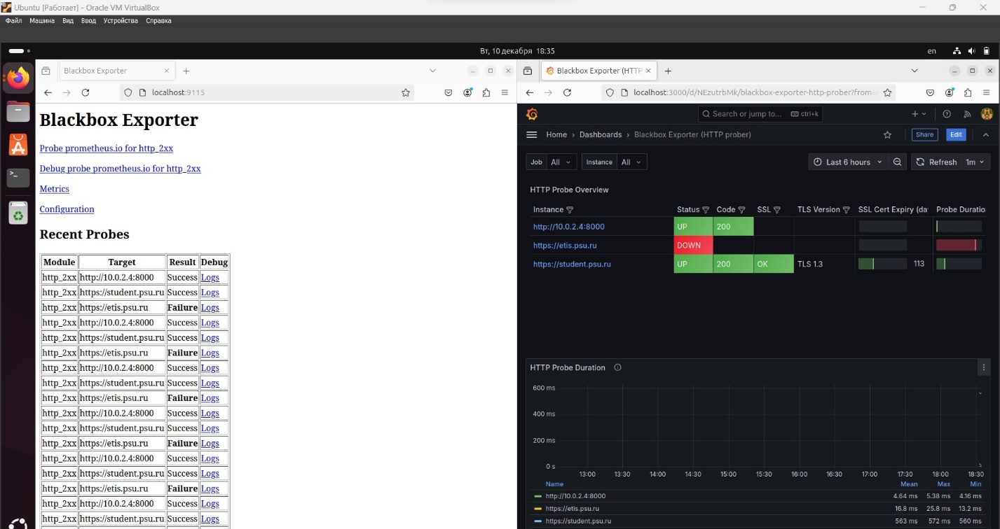 Ubuntu [Работает] - Oracle VM VirtualBox
Файл Машина Вид Ввод Устройства Справка
Вт, 10 декабря 18:35
en
Blackbox Exporter
localhost:9115
Blackbox Exporter
Probe prometheus.io for http_2xx
Debug probe prometheus.io for http_2xx
Metrics
Configuration
Recent Probes
Module Target Result Debug
http_2xx http://10.0.2.4:8000 Success Logs
http_2xx https://student.psu.ru Success Logs
http_2xx https://etis.psu.ru Failure Logs
http_2xx http://10.0.2.4:8000 Success Logs
http_2xx https://student.psu.ru Success Logs
http_2xx https://etis.psu.ru Failure Logs
http_2xx http://10.0.2.4:8000 Success Logs
http_2xx https://student.psu.ru Success Logs
http_2xx https://etis.psu.ru Failure Logs
http_2xx http://10.0.2.4:8000 Success Logs
http_2xx https://student.psu.ru Success Logs
http_2xx https://etis.psu.ru Failure Logs
http_2xx http://10.0.2.4:8000 Success Logs
http_2xx https://student.psu.ru Success Logs
http_2xx https://etis.psu.ru Failure Logs
http_2xx http://10.0.2.4:8000 Success Logs
http_2xx https://student.psu.ru Success Logs
Blackbox Exporter (HTTP
localhost:3000/d/NEzutrbMk/blackbox-exporter-http-prober?from=
Search or jump to... ctrl+k
Home › Dashboards › Blackbox Exporter (HTTP prober)
Share Edit
Job All Instance All
Last 6 hours Refresh 1m
HTTP Probe Overview
Instance Status Code SSL TLS Version SSL Cert Expiry (da Probe Duratio
http://10.0.2.4:8000 UP 200
https://etis.psu.ru DOWN
https://student.psu.ru UP 200 OK TLS 1.3 113
HTTP Probe Duration
600 ms
400 ms
200 ms
0 s
13:00 13:30 14:00 14:30 15:00 15:30 16:00 16:30 17:00 17:30 18:00 18:30
Name Mean Max Min
http://10.0.2.4:8000 4.64 ms 5.38 ms 4.16 ms
https://etis.psu.ru 16.8 ms 25.8 ms 13.2 ms
https://student.psu.ru 563 ms 572 ms 560 ms